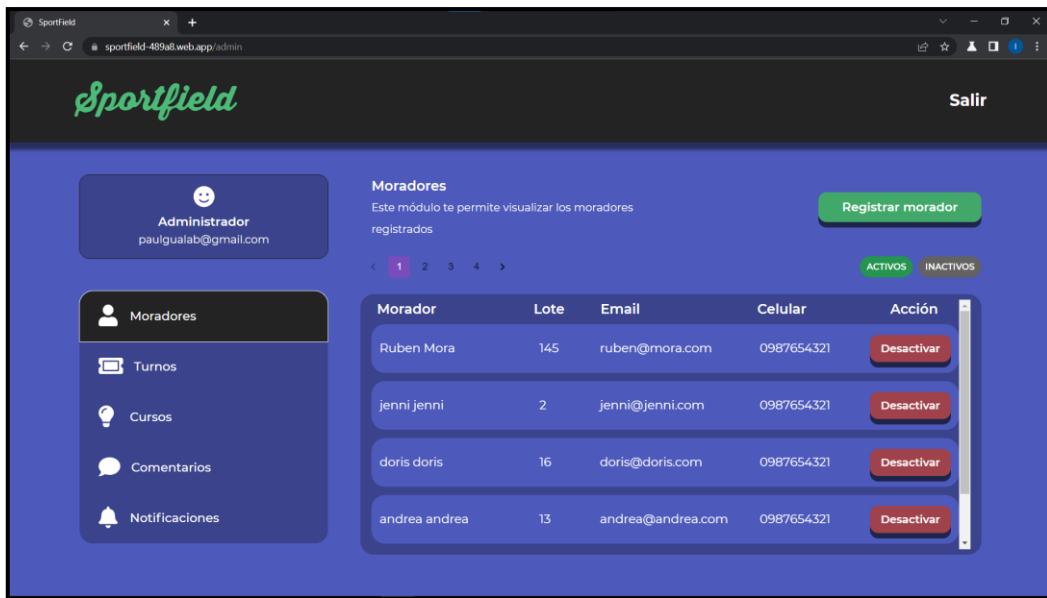 SportField
sportfield-489a8.web.app/admin
Sportfield
Salir
Administrador
paulgualab@gmail.com
Moradores
Turnos
Cursos
Comentarios
Notificaciones
Moradores
Este módulo te permite visualizar los moradores
registrados
Registrar morador
1 2 3 4
ACTIVOS INACTIVOS
Morador Lote Email Celular Acción
Ruben Mora 145 ruben@mora.com 0987654321 Desactivar
jenni jenni 2 jenni@jenni.com 0987654321 Desactivar
doris doris 16 doris@doris.com 0987654321 Desactivar
andrea andrea 13 andrea@andrea.com 0987654321 Desactivar